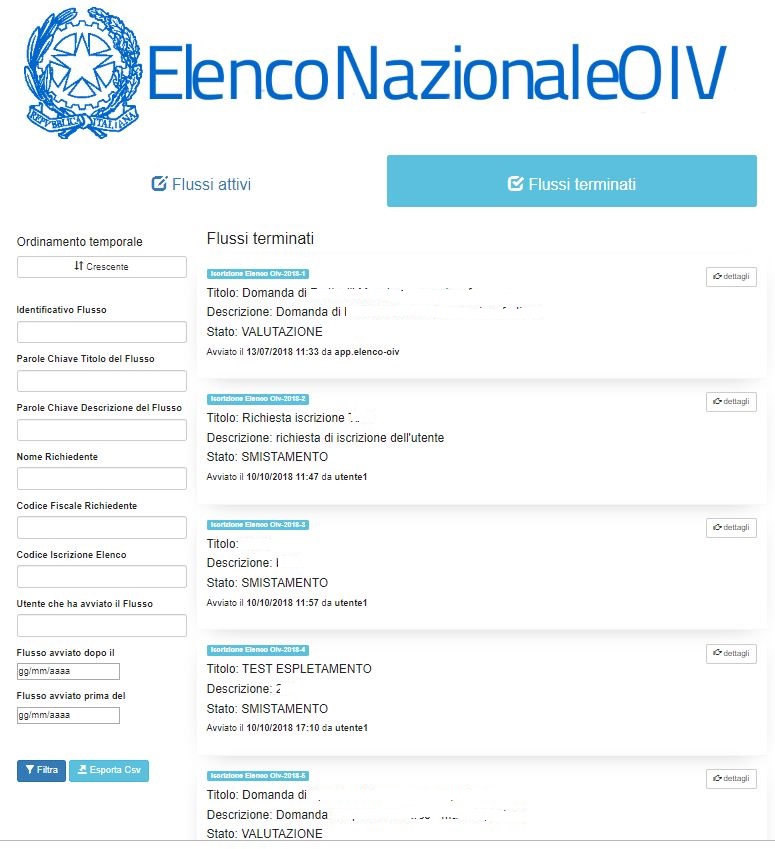 REPVBBLICA ITALIANA
ElencoNazionaleOIV
Flussi attivi
Flussi terminati
Ordinamento temporale
Crescente
Identificativo Flusso
Parole Chiave Titolo del Flusso
Parole Chiave Descrizione del Flusso
Nome Richiedente
Codice Fiscale Richiedente
Codice Iscrizione Elenco
Utente che ha avviato il Flusso
Flusso avviato dopo il
gg/mm/aaaa
Flusso avviato prima del
gg/mm/aaaa
Filtra
Esporta Csv
Flussi terminati
Iscrizione Elenco Oiv-2018-1
dettagli
Titolo: Domanda di
Descrizione: Domanda di
Stato: VALUTAZIONE
Avviato il 13/07/2018 11:33 da app.elenco-oiv
Iscrizione Elenco Oiv-2018-2
dettagli
Titolo: Richiesta iscrizione
Descrizione: richiesta di iscrizione dell'utente
Stato: SMISTAMENTO
Avviato il 10/10/2018 11:47 da utente1
Iscrizione Elenco Oiv-2018-3
dettagli
Titolo:
Descrizione:
Stato: SMISTAMENTO
Avviato il 10/10/2018 11:57 da utente1
Iscrizione Elenco Oiv-2018-4
dettagli
Titolo: TEST ESPLETAMENTO
Descrizione:
Stato: SMISTAMENTO
Avviato il 10/10/2018 17:10 da utente1
Iscrizione Elenco Oiv-2018-5
dettagli
Titolo: Domanda di
Descrizione: Domanda
Stato: VALUTAZIONE